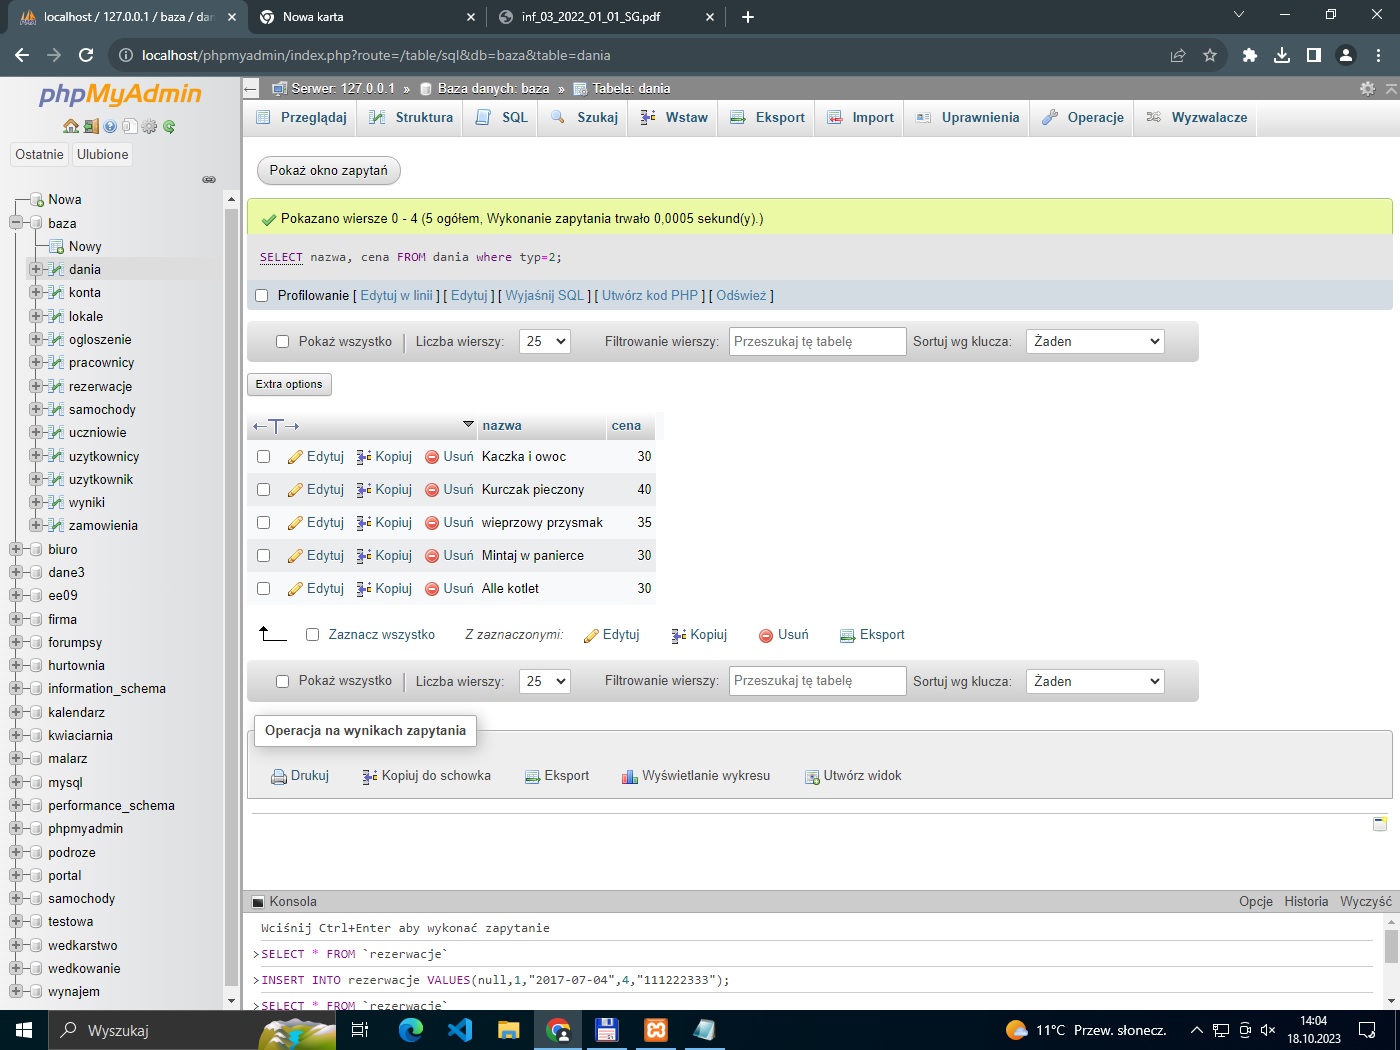 localhost / 127.0.0.1 / baza / dan
Nowa karta
inf_03_2022_01_01_SG.pdf
localhost/phpmyadmin/index.php?route=/table/sql&db=baza&table=dania
phpMyAdmin
Ostatnie
Ulubione
Nowa
baza
Nowy
dania
konta
lokale
ogloszenie
pracownicy
rezerwacje
samochody
uczniowie
uzytkownicy
uzytkownik
wyniki
zamowienia
biuro
dane3
ee09
firma
forumpsy
hurtownia
information_schema
kalendarz
kwiaciarnia
malarz
mysql
performance_schema
phpmyadmin
podroze
portal
samochody
testowa
wedkarstwo
wedkowanie
wynajem
Serwer: 127.0.0.1 » Baza danych: baza » Tabela: dania
Przeglądaj Struktura SQL Szukaj Wstaw Eksport Import Uprawnienia Operacje Wyzwalacze
Pokaż okno zapytań
Pokazano wiersze 0 - 4 (5 ogółem, Wykonanie zapytania trwało 0,0005 sekund(y).)
SELECT nazwa, cena FROM dania where typ=2;
Profilowanie [ Edytuj w linii ] [ Edytuj ] [ Wyjaśnij SQL ] [ Utwórz kod PHP ] [ Odśwież ]
Pokaż wszystko Liczba wierszy: 25 Filtrowanie wierszy: Przeszukaj tę tabelę Sortuj wg klucza: Żaden
Extra options
←T→ nazwa cena
Edytuj Kopiuj Usuń Kaczka i owoc 30
Edytuj Kopiuj Usuń Kurczak pieczony 40
Edytuj Kopiuj Usuń wieprzowy przysmak 35
Edytuj Kopiuj Usuń Mintaj w panierce 30
Edytuj Kopiuj Usuń Alle kotlet 30
Zaznacz wszystko Z zaznaczonymi: Edytuj Kopiuj Usuń Eksport
Pokaż wszystko Liczba wierszy: 25 Filtrowanie wierszy: Przeszukaj tę tabelę Sortuj wg klucza: Żaden
Operacja na wynikach zapytania
Drukuj Kopiuj do schowka Eksport Wyświetlanie wykresu Utwórz widok
Konsola Opcje Historia Wyczyść
Wciśnij Ctrl+Enter aby wykonać zapytanie
>SELECT * FROM `rezerwacje`
>INSERT INTO rezerwacje VALUES(null,1,"2017-07-04",4,"111222333");
>SELECT * FROM `rezerwacje`
Wyszukaj
11°C Przew. słonecz.
14:04
18.10.2023